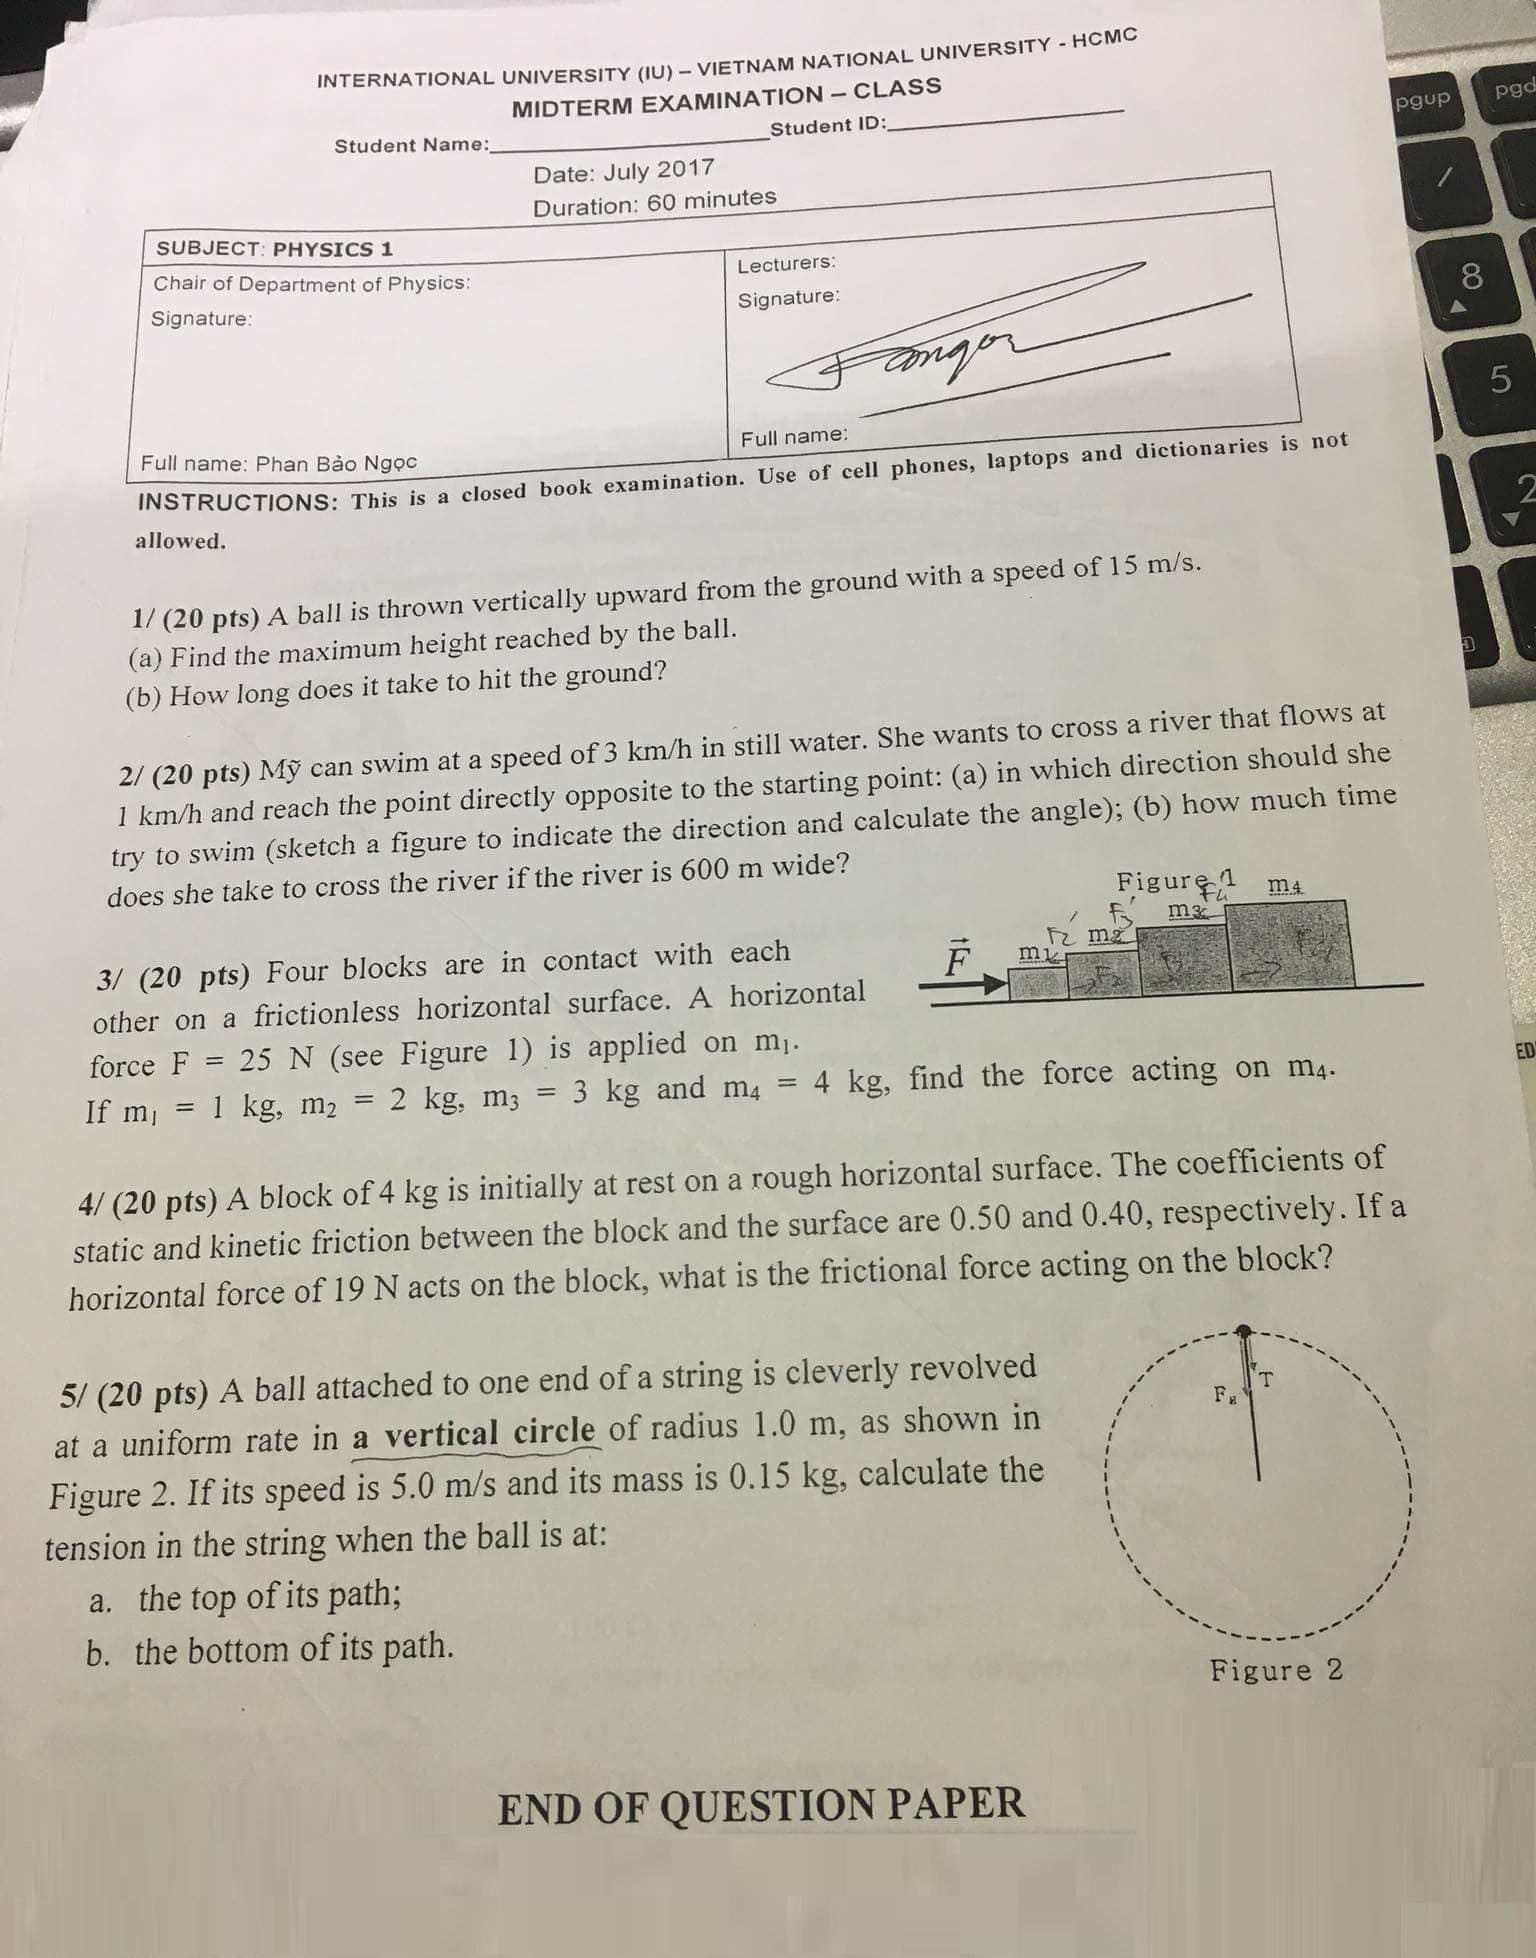 INTERNATIONAL UNIVERSITY (IU) – VIETNAM NATIONAL UNIVERSITY - HCMC
MIDTERM EXAMINATION – CLASS
Student Name: Student ID:
Date: July 2017
Duration: 60 minutes
SUBJECT: PHYSICS 1
Chair of Department of Physics:
Signature:
Full name: Phan Bảo Ngọc
Lecturers:
Signature:
Full name:
INSTRUCTIONS: This is a closed book examination. Use of cell phones, laptops and dictionaries is not
allowed.
1/ (20 pts) A ball is thrown vertically upward from the ground with a speed of 15 m/s.
(a) Find the maximum height reached by the ball.
(b) How long does it take to hit the ground?
2/ (20 pts) Mỹ can swim at a speed of 3 km/h in still water. She wants to cross a river that flows at
1 km/h and reach the point directly opposite to the starting point: (a) in which direction should she
try to swim (sketch a figure to indicate the direction and calculate the angle); (b) how much time
does she take to cross the river if the river is 600 m wide?
3/ (20 pts) Four blocks are in contact with each
other on a frictionless horizontal surface. A horizontal
force F = 25 N (see Figure 1) is applied on m₁.
If m₁ = 1 kg, m₂ = 2 kg, m₃ = 3 kg and m₄ = 4 kg, find the force acting on m₄.
Figure 1
F
m1
m2
m3
m4
4/ (20 pts) A block of 4 kg is initially at rest on a rough horizontal surface. The coefficients of
static and kinetic friction between the block and the surface are 0.50 and 0.40, respectively. If a
horizontal force of 19 N acts on the block, what is the frictional force acting on the block?
5/ (20 pts) A ball attached to one end of a string is cleverly revolved
at a uniform rate in a vertical circle of radius 1.0 m, as shown in
Figure 2. If its speed is 5.0 m/s and its mass is 0.15 kg, calculate the
tension in the string when the ball is at:
a. the top of its path;
b. the bottom of its path.
Fg
T
Figure 2
END OF QUESTION PAPER
pgup
/
8
5
2